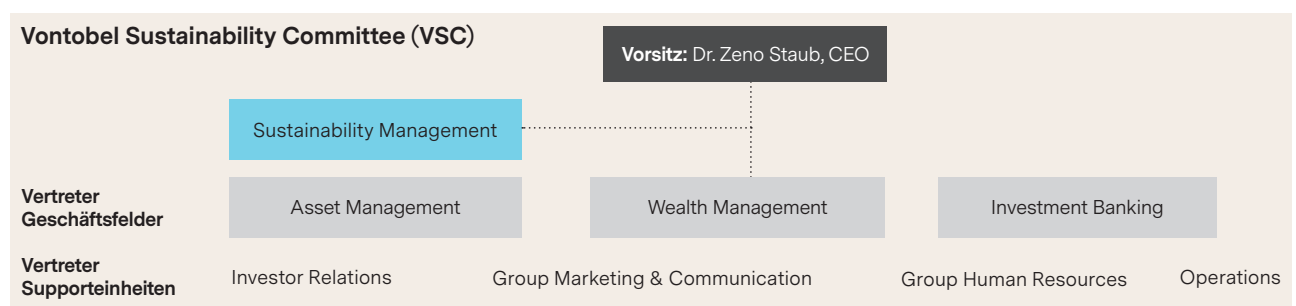 Vontobel Sustainability Committee (VSC)
Vorsitz: Dr. Zeno Staub, CEO
Sustainability Management
Vertreter
Geschäftsfelder
Asset Management
Wealth Management
Investment Banking
Vertreter
Supporteinheiten
Investor Relations
Group Marketing & Communication
Group Human Resources
Operations